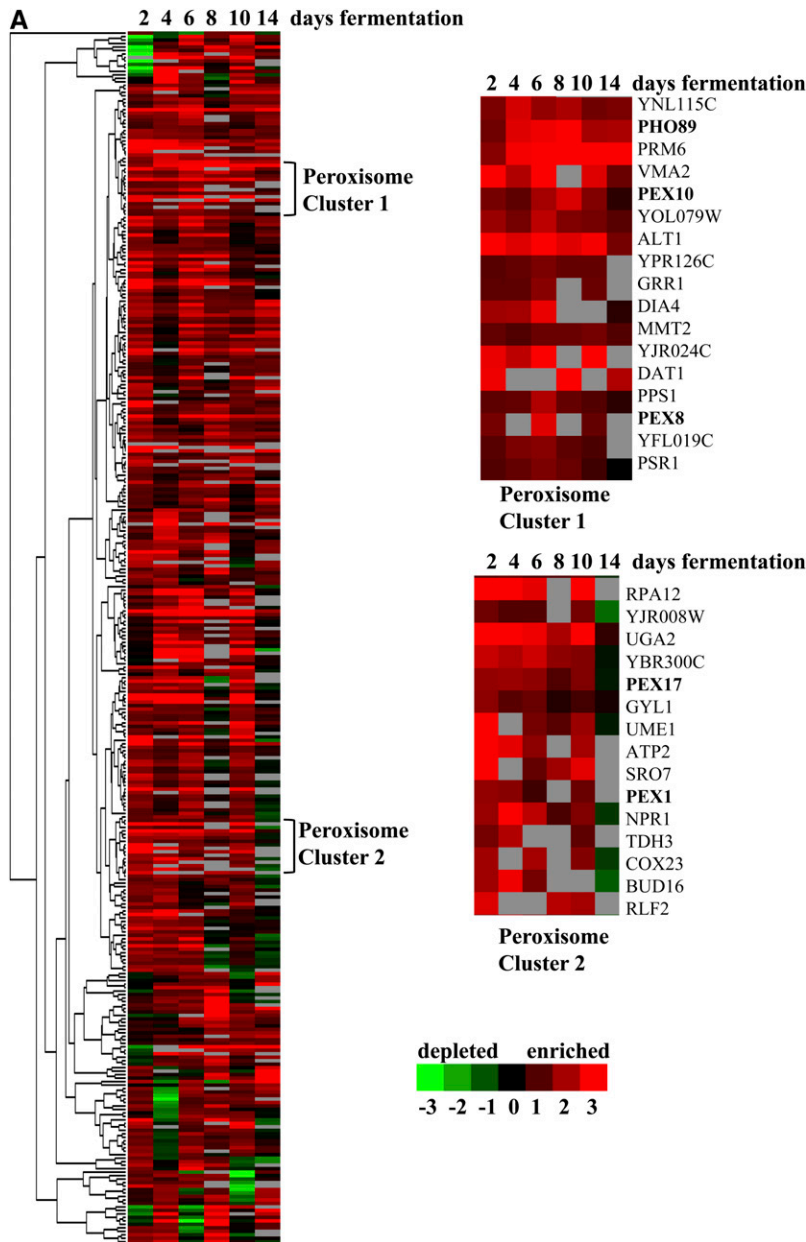 A
2 4 6 8 10 14 days fermentation
Peroxisome
Cluster 1
Peroxisome
Cluster 2
2 4 6 8 10 14 days fermentation
YNL115C
PHO89
PRM6
VMA2
PEX10
YOL079W
ALT1
YPR126C
GRR1
DIA4
MMT2
YJR024C
DAT1
PPS1
PEX8
YFL019C
PSR1
Peroxisome
Cluster 1
2 4 6 8 10 14 days fermentation
RPA12
YJR008W
UGA2
YBR300C
PEX17
GYL1
UME1
ATP2
SRO7
PEX1
NPR1
TDH3
COX23
BUD16
RLF2
Peroxisome
Cluster 2
depleted enriched
-3 -2 -1 0 1 2 3